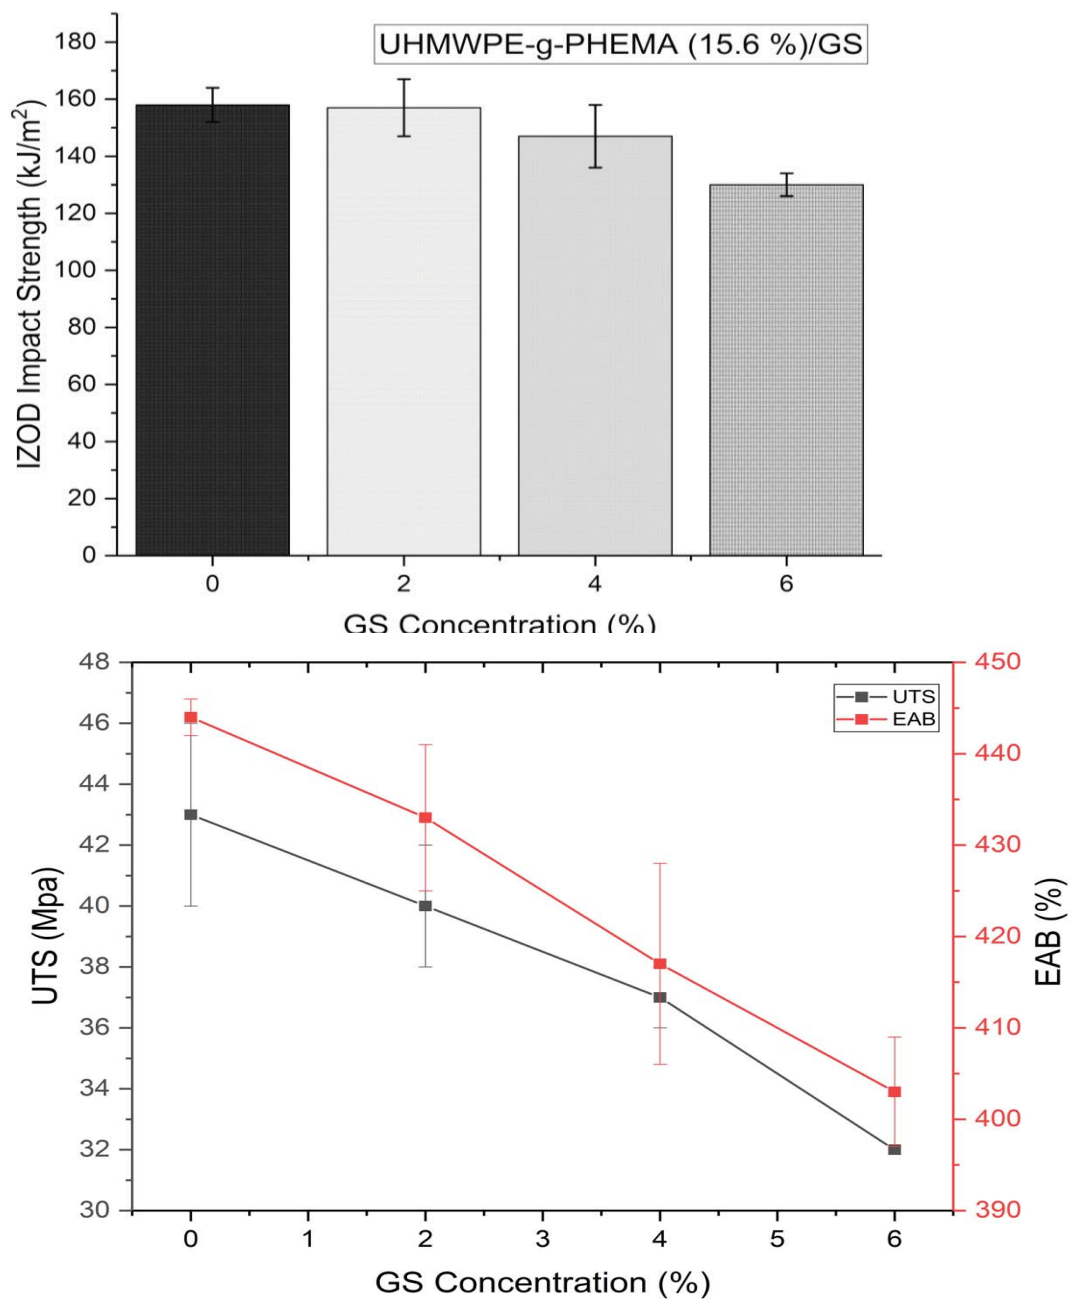 UHMWPE-g-PHEMA (15.6 %)/GS
IZOD Impact Strength (kJ/m²)
180
160
140
120
100
80
60
40
20
0
0 2 4 6
GS Concentration (%)
UTS (Mpa)
48
46
44
42
40
38
36
34
32
30
UTS
EAB
450
440
430
420
410
400
390
EAB (%)
0 1 2 3 4 5 6
GS Concentration (%)